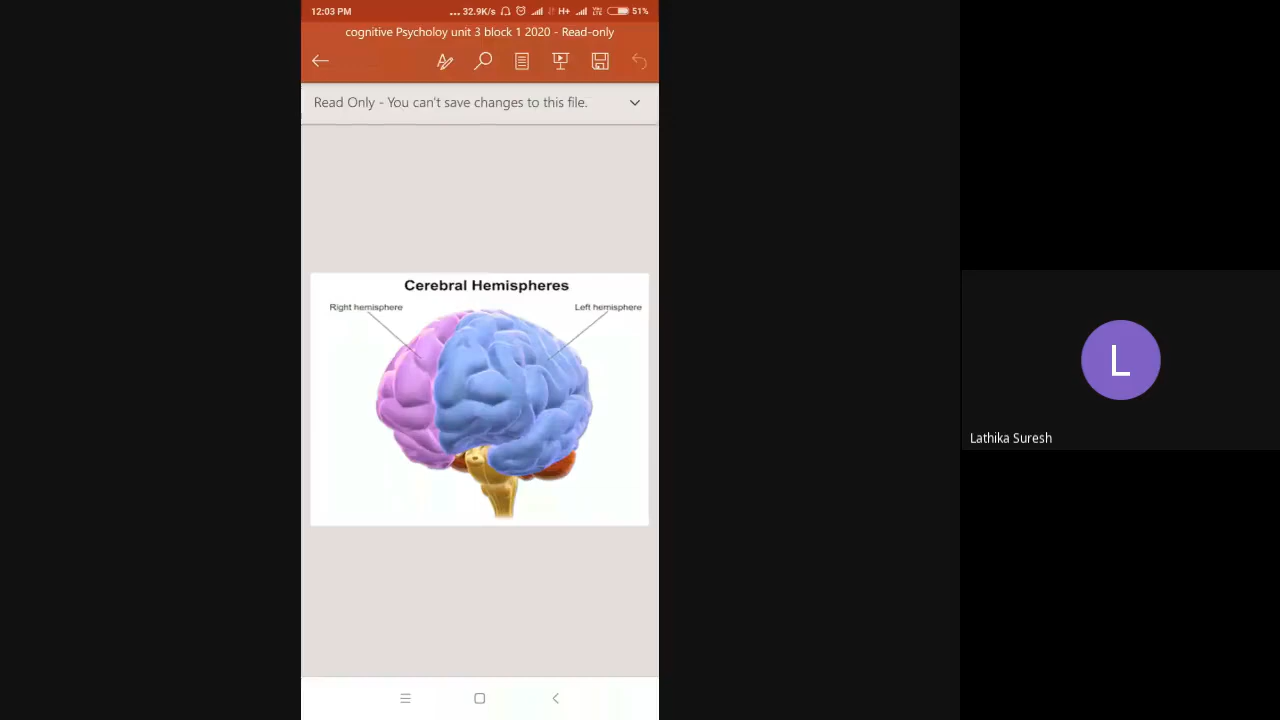 12:03 PM ... 32.9K/s H+ 51%
cognitive Psycholoy unit 3 block 1 2020 - Read-only
Read Only - You can't save changes to this file.
Cerebral Hemispheres
Right hemisphere Left hemisphere
L
Lathika Suresh